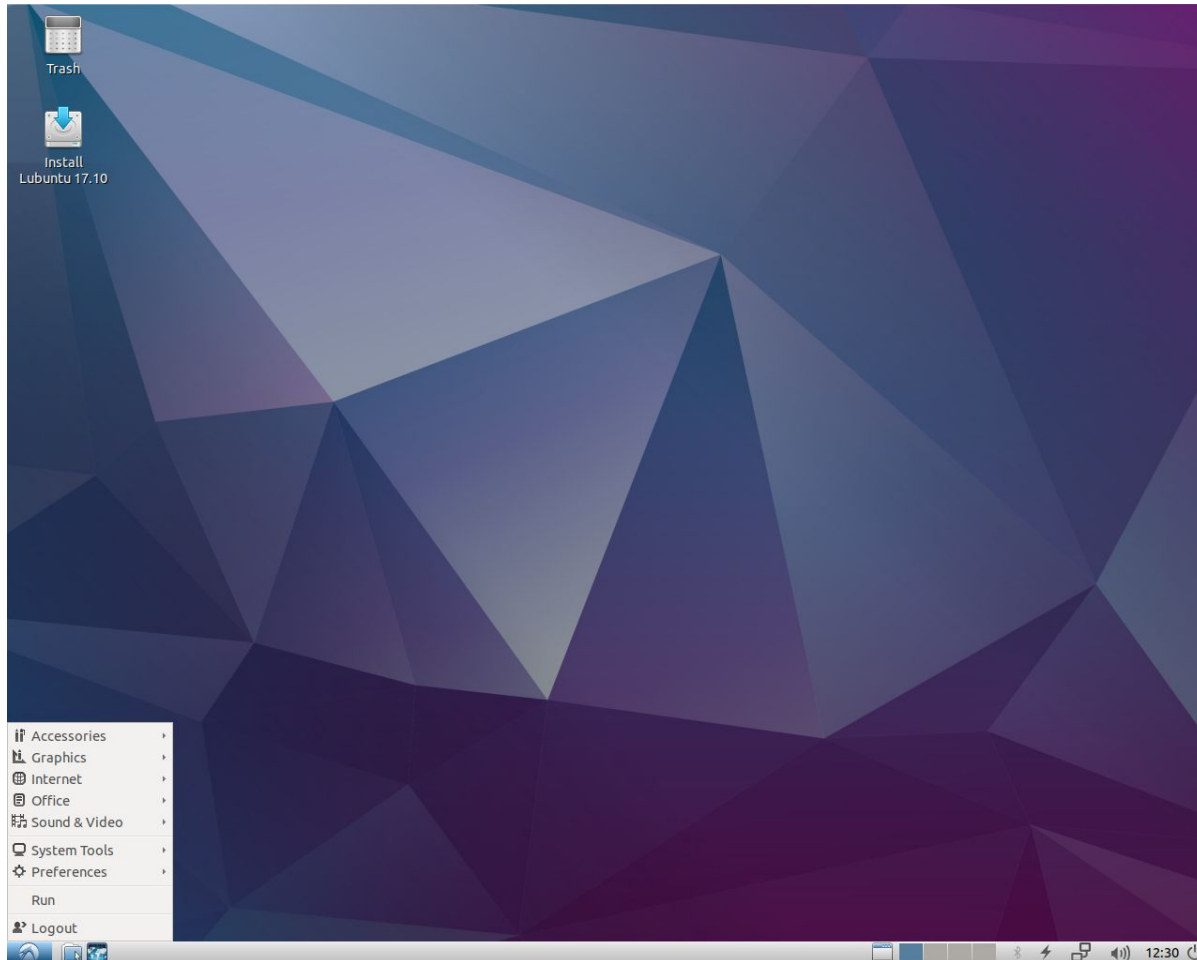 Trash
Install
Lubuntu 17.10
Accessories
Graphics
Internet
Office
Sound & Video
System Tools
Preferences
Run
Logout
12:30